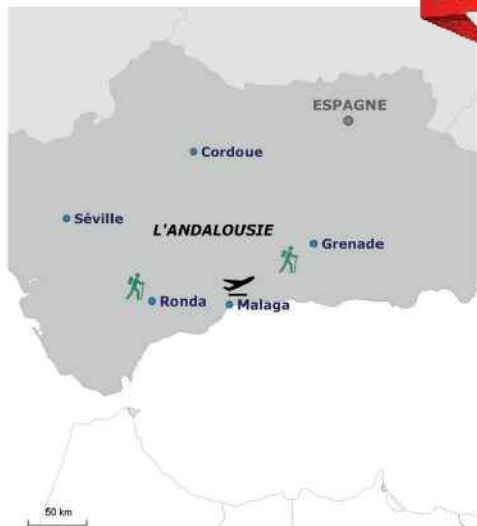 ESPAGNE
Cordoue
Séville
L'ANDALOUSIE
Grenade
Ronda
Malaga
50 km